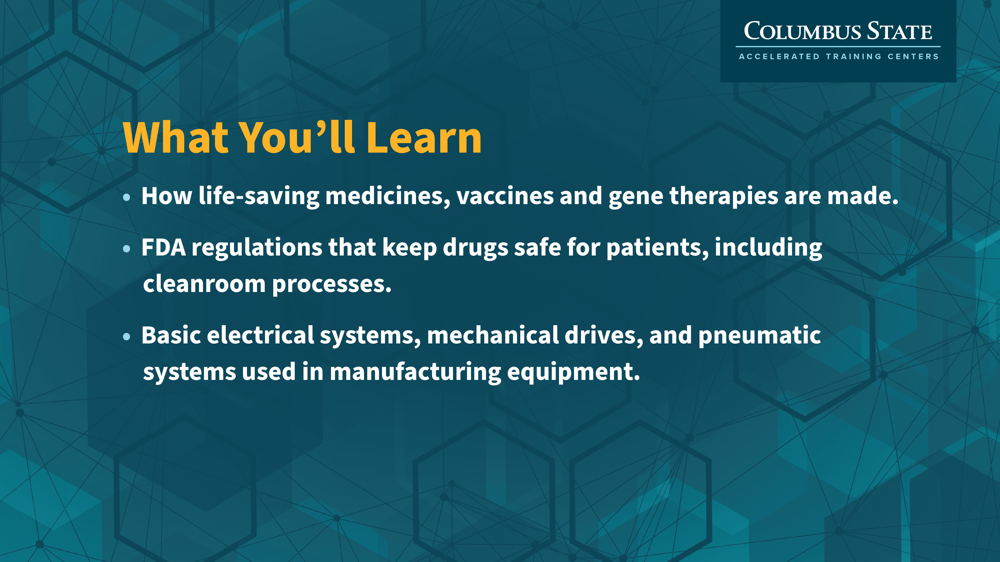 COLUMBUS STATE
ACCELERATED TRAINING CENTERS
What You’ll Learn
• How life-saving medicines, vaccines and gene therapies are made.
• FDA regulations that keep drugs safe for patients, including
cleanroom processes.
• Basic electrical systems, mechanical drives, and pneumatic
systems used in manufacturing equipment.